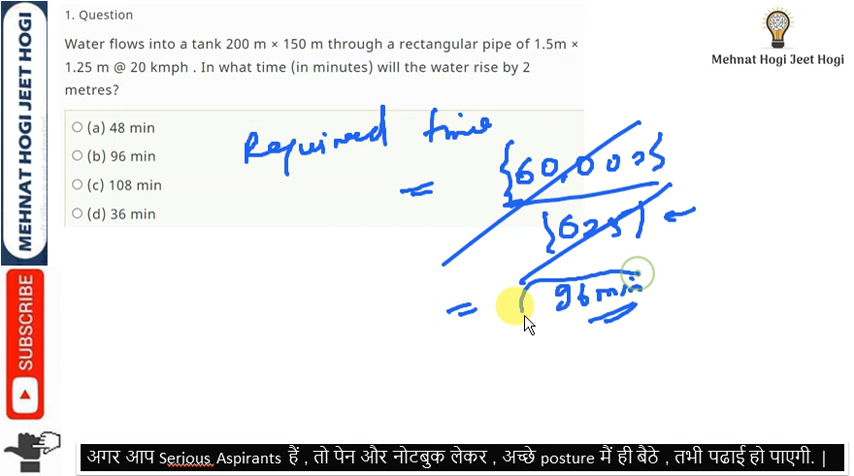 MEHNAT HOGI JEET HOGI
SUBSCRIBE
1. Question
Water flows into a tank 200 m × 150 m through a rectangular pipe of 1.5m ×
1.25 m @ 20 kmph . In what time (in minutes) will the water rise by 2
metres?
(a) 48 min
(b) 96 min
(c) 108 min
(d) 36 min
Mehnat Hogi Jeet Hogi
Required time
= {60,000}
{625}
= 96 min
अगर आप Serious Aspirants हैं , तो पेन और नोटबुक लेकर , अच्छे posture मैं ही बैठे , तभी पढाई हो पाएगी. |